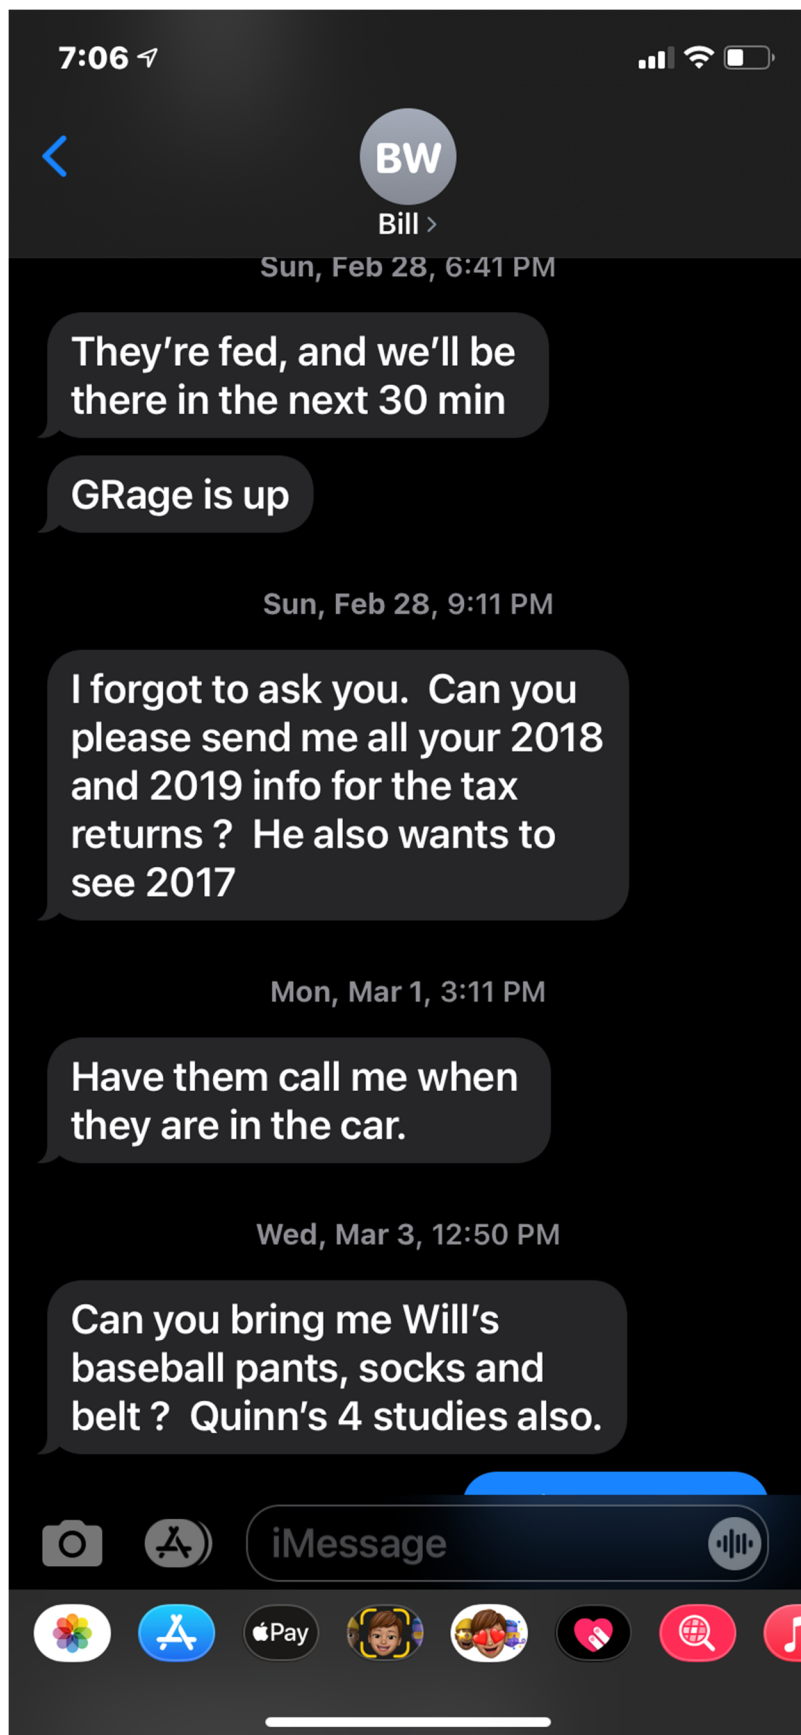 7:06
BW
Bill
Sun, Feb 28, 6:41 PM
They're fed, and we'll be
there in the next 30 min
GRage is up
Sun, Feb 28, 9:11 PM
I forgot to ask you.  Can you
please send me all your 2018
and 2019 info for the tax
returns ?  He also wants to
see 2017
Mon, Mar 1, 3:11 PM
Have them call me when
they are in the car.
Wed, Mar 3, 12:50 PM
Can you bring me Will's
baseball pants, socks and
belt ?  Quinn's 4 studies also.
iMessage
Pay